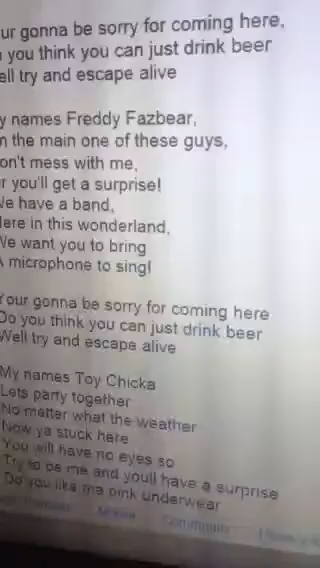 ur gonna be sorry for coming here,
you think you can just drink beer
ell try and escape alive
y names Freddy Fazbear,
n the main one of these guys,
on't mess with me,
r you'll get a surprise!
We have a band,
Here in this wonderland,
We want you to bring
A microphone to sing!
Your gonna be sorry for coming here
Do you think you can just drink beer
Well try and escape alive
My names Toy Chicka
Lets party together
No metter what the weather
Now ya stuck here
You will have no eyes so
Try to be me and youll have a surprise
Do you like ma pink underwear